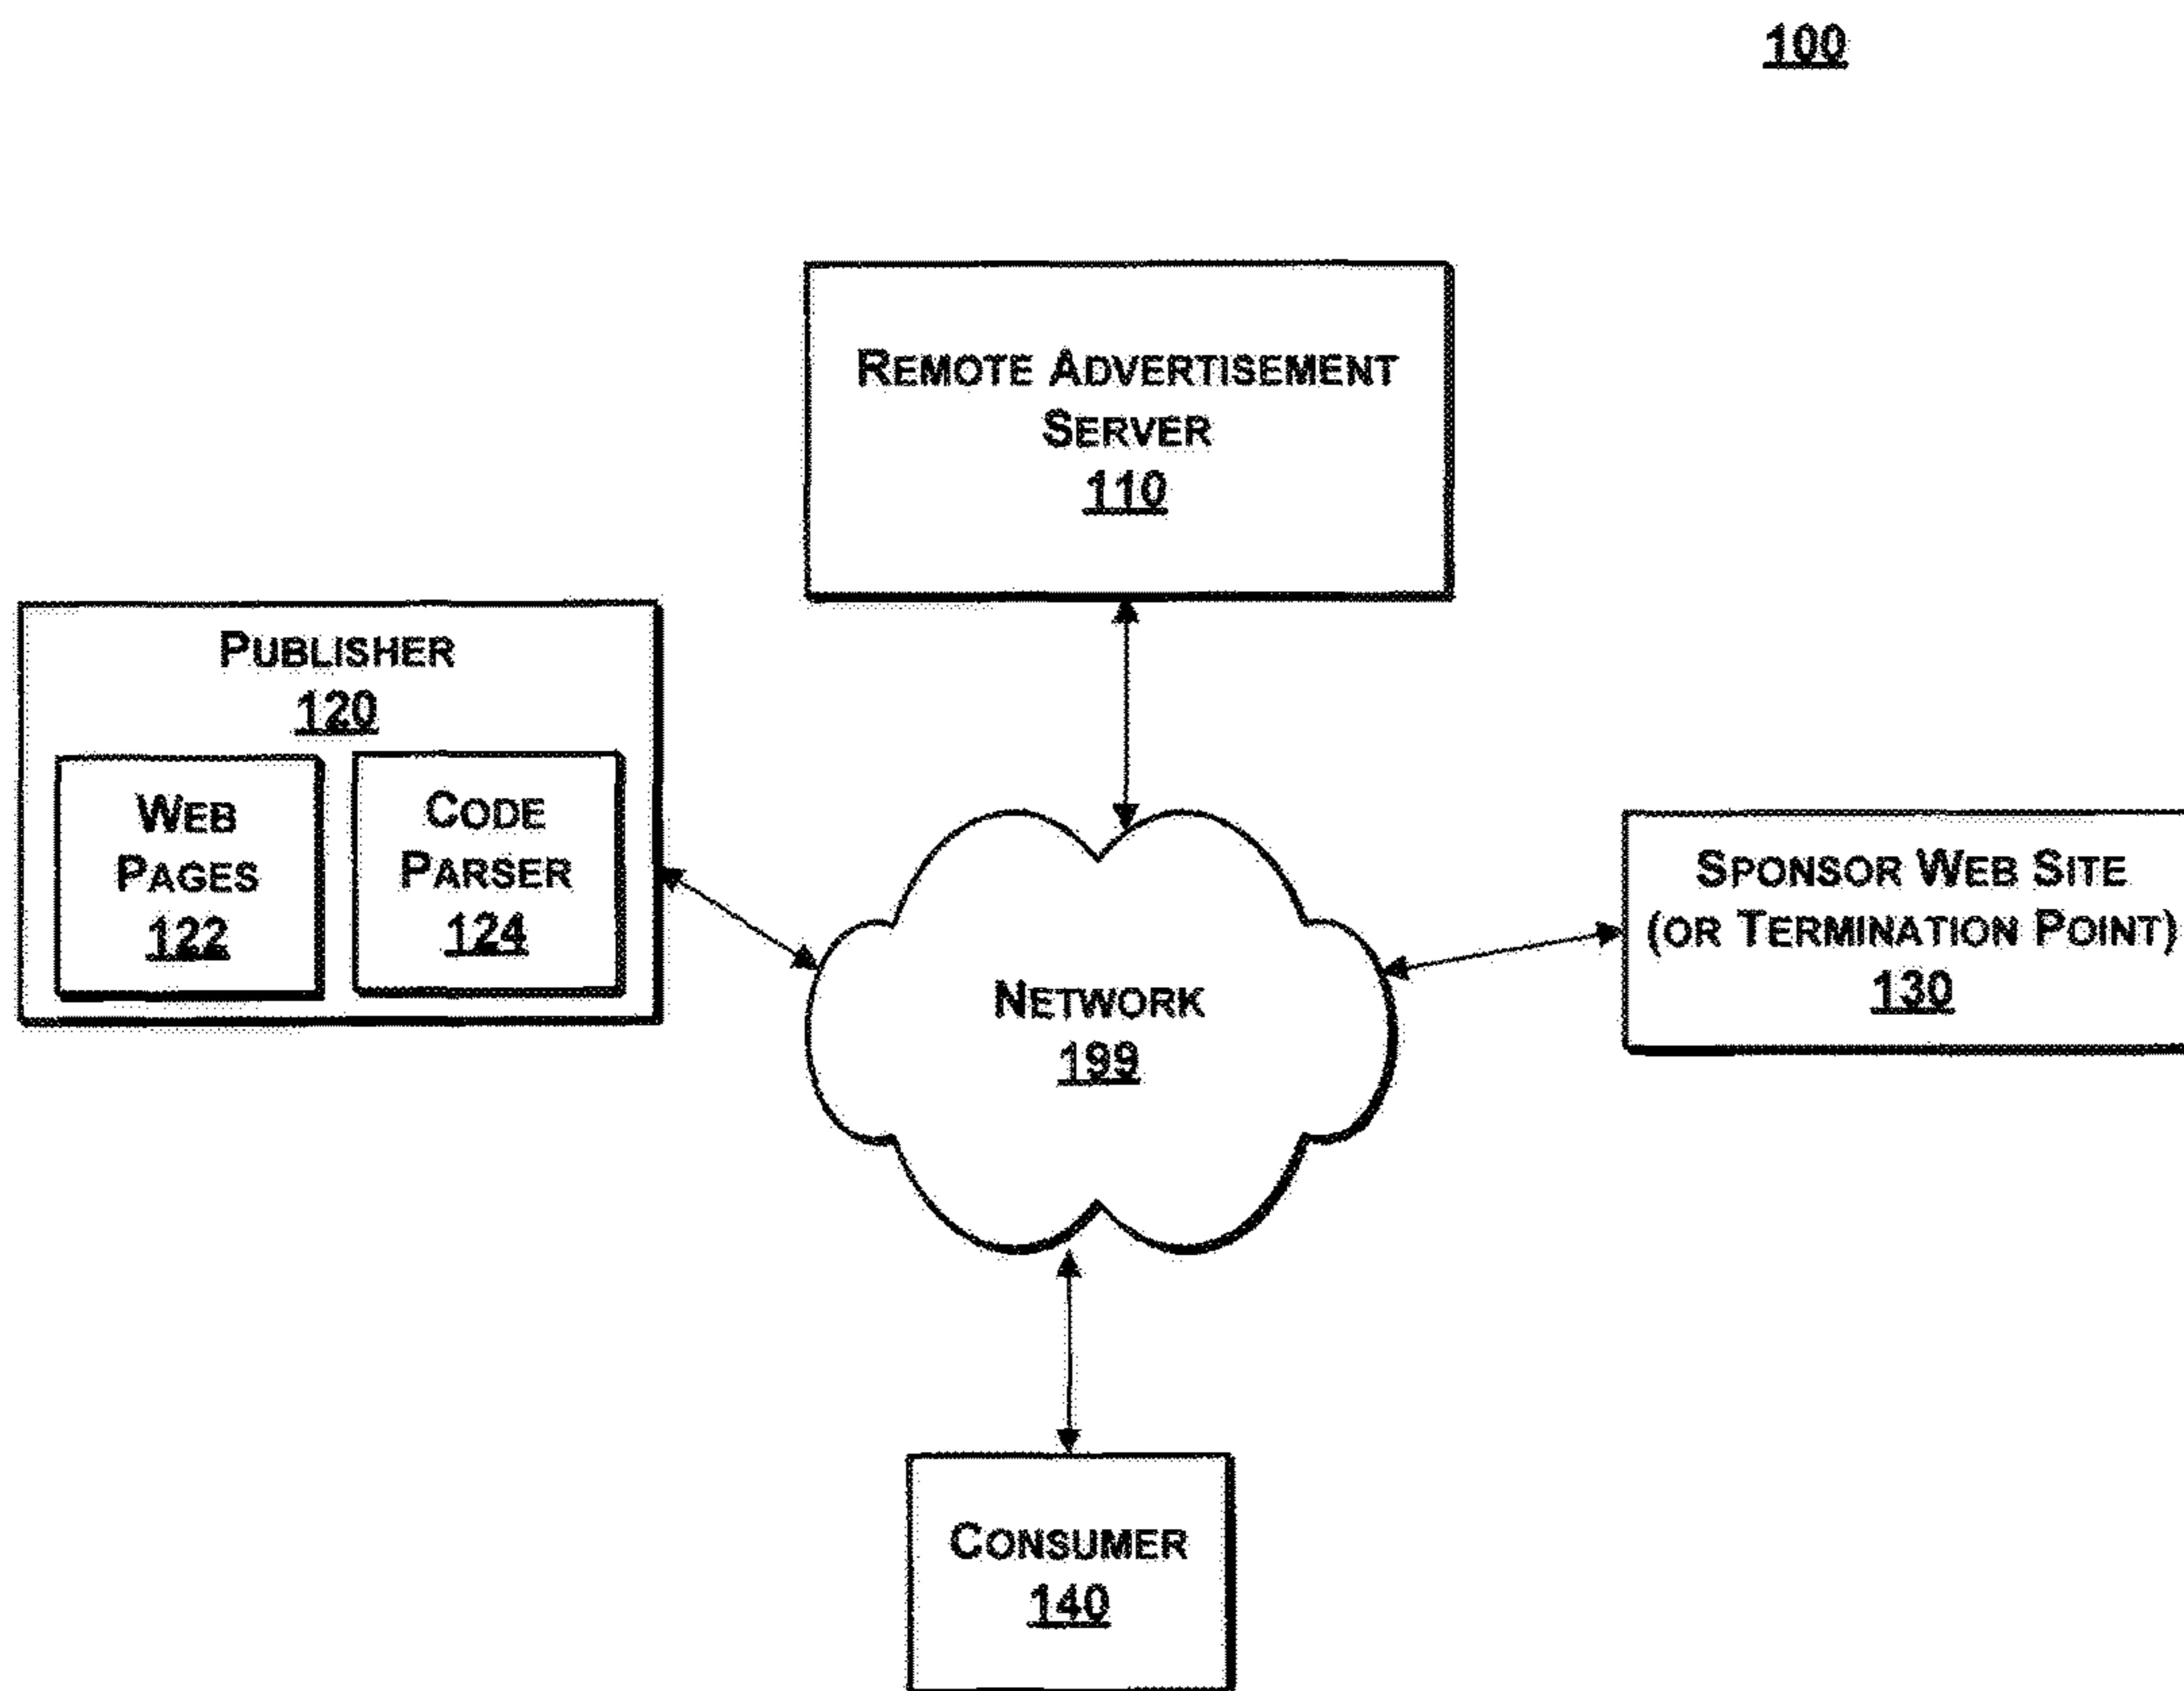 100
REMOTE ADVERTISEMENT
SERVER
110
PUBLISHER
120
WEB
PAGES
122
CODE
PARSER
124
NETWORK
199
SPONSOR WEB SITE
(OR TERMINATION POINT)
130
CONSUMER
140